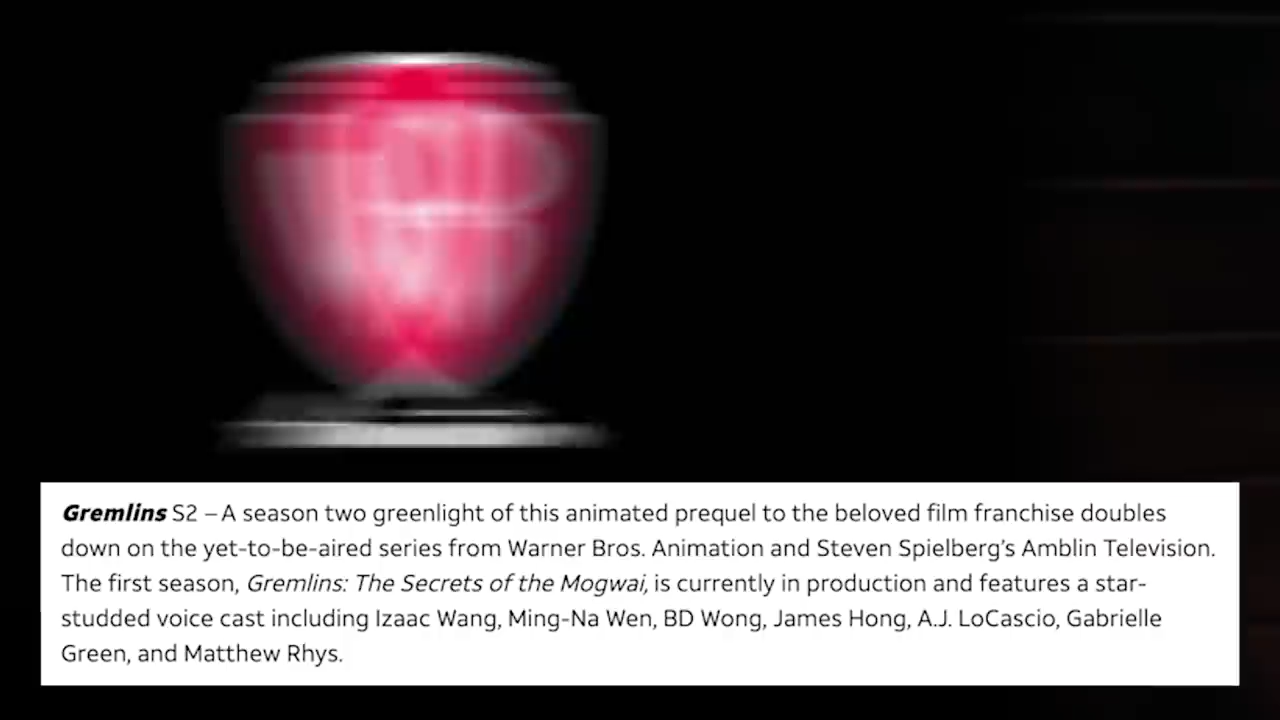 Gremlins S2 – A season two greenlight of this animated prequel to the beloved film franchise doubles
down on the yet-to-be-aired series from Warner Bros. Animation and Steven Spielberg’s Amblin Television.
The first season, Gremlins: The Secrets of the Mogwai, is currently in production and features a star-
studded voice cast including Izaac Wang, Ming-Na Wen, BD Wong, James Hong, A.J. LoCascio, Gabrielle
Green, and Matthew Rhys.